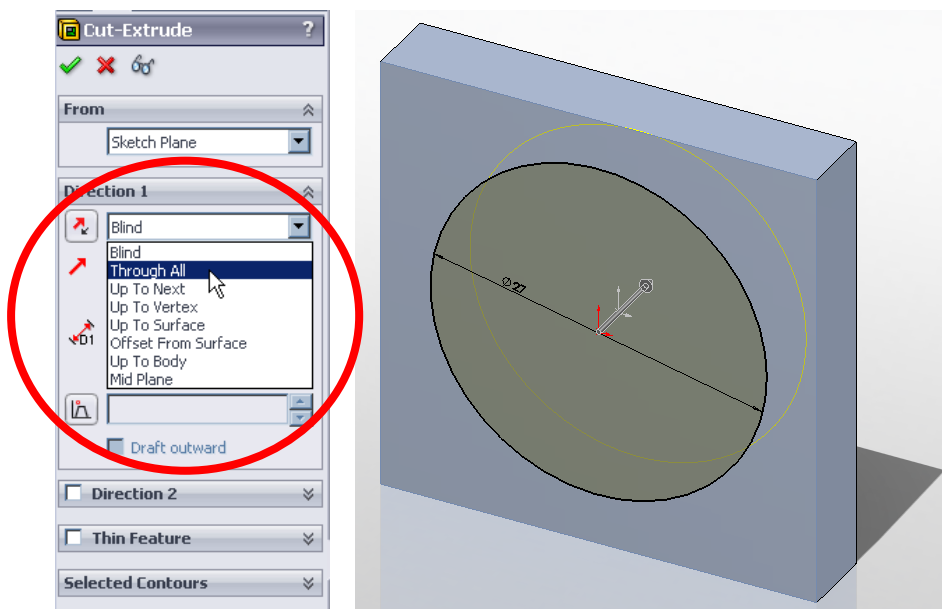 Cut-Extrude ?
From
Sketch Plane
Direction 1
Blind
Blind
Through All
Up To Next
Up To Vertex
Up To Surface
Offset From Surface
Up To Body
Mid Plane
D1
Draft outward
Direction 2
Thin Feature
Selected Contours
⌀27